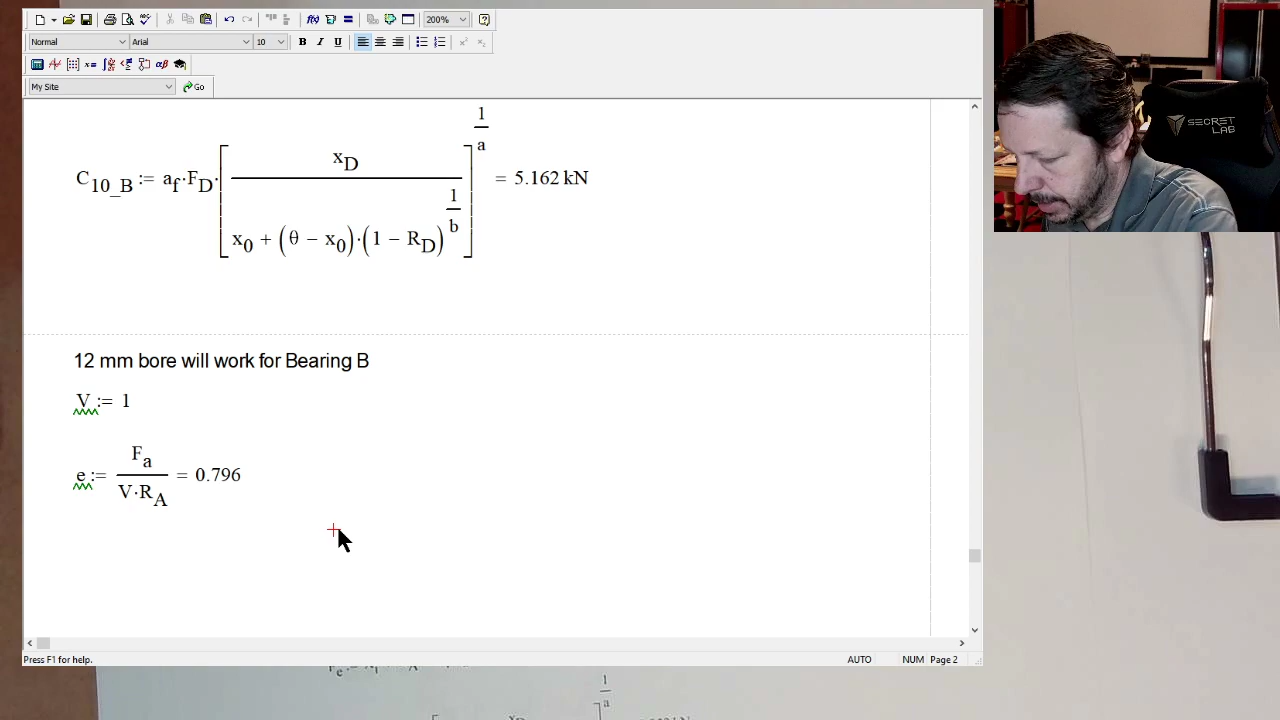 200%
Normal
Arial
10
B I U
My Site
Go
C10_B := af·FD·[xD / (x0 + (θ − x0)·(1 − RD)^(1/b))]^(1/a) = 5.162 kN
12 mm bore will work for Bearing B
V := 1
e := Fa / (V·RA) = 0.796
Press F1 for help.
AUTO
NUM Page 2
SECRET
LAB